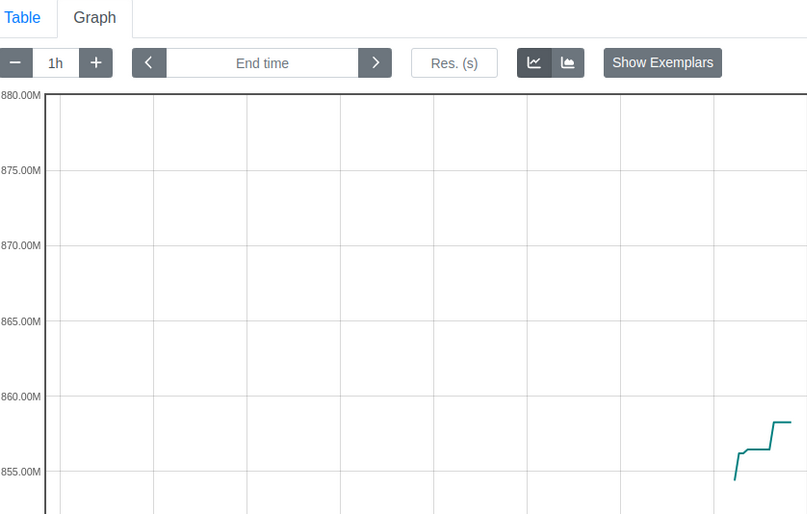 Table Graph
1h End time Res. (s) Show Exemplars
880.00M
875.00M
870.00M
865.00M
860.00M
855.00M